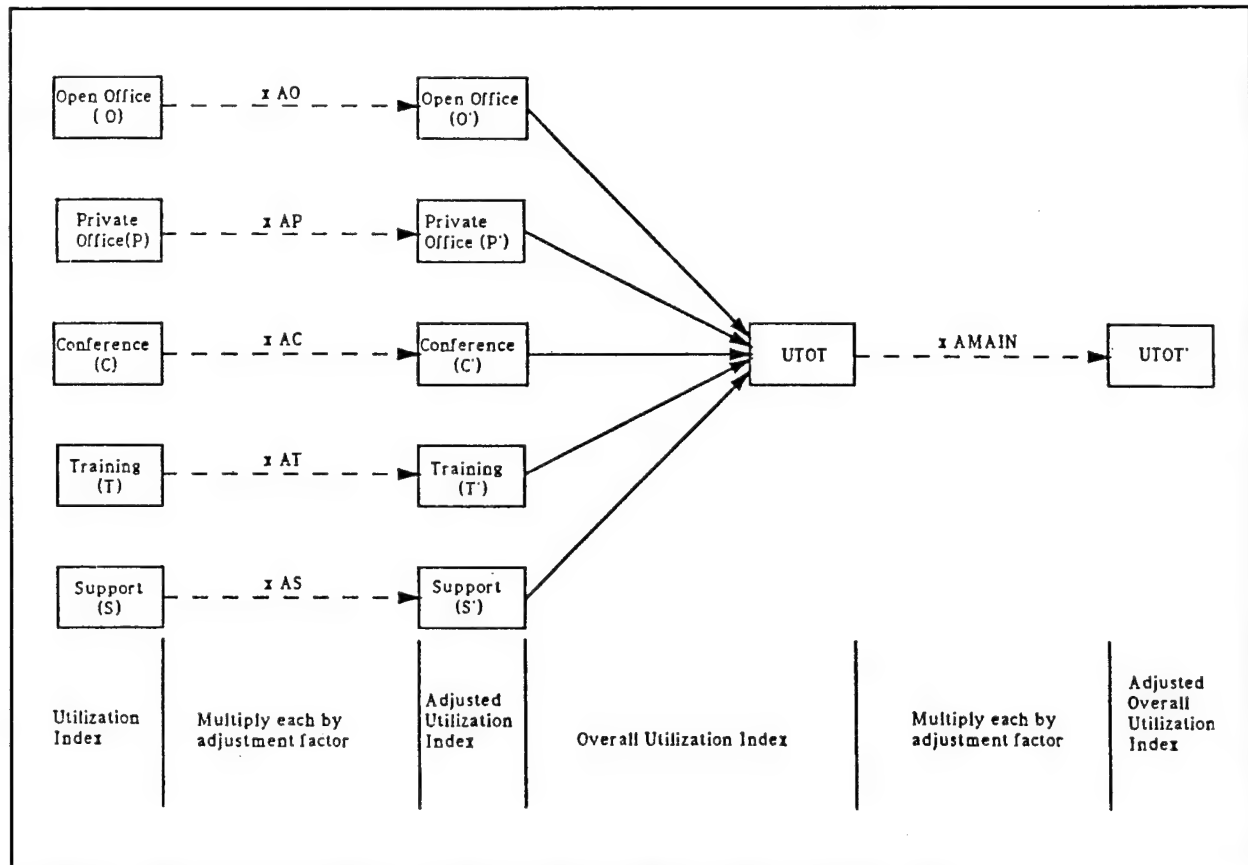 Open Office
(O)
x AO
Open Office
(O')
Private
Office(P)
x AP
Private
Office (P')
Conference
(C)
x AC
Conference
(C')
UTOT
x AMAIN
UTOT'
Training
(T)
x AT
Training
(T')
Support
(S)
x AS
Support
(S')
Utilization
Index
Multiply each by
adjustment factor
Adjusted
Utilization
Index
Overall Utilization Index
Multiply each by
adjustment factor
Adjusted
Overall
Utilization
Index